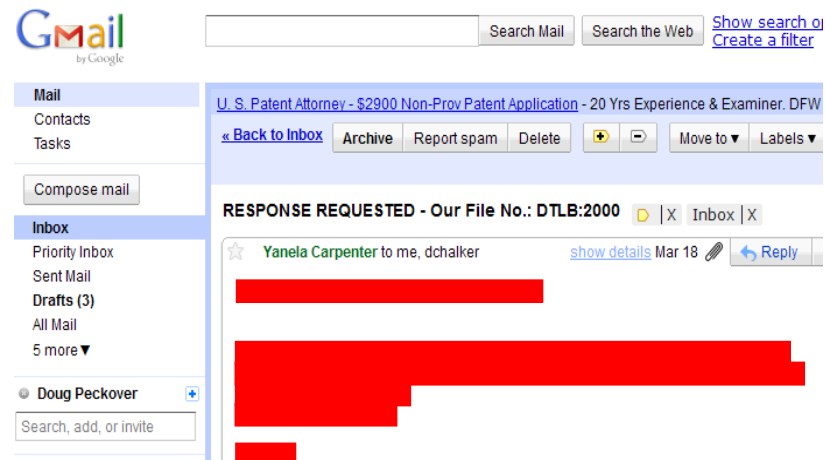 Gmail
by Google
Search Mail Search the Web Show search op
Create a filter
Mail
Contacts
Tasks
Compose mail
Inbox
Priority Inbox
Sent Mail
Drafts (3)
All Mail
5 more ▼
Doug Peckover
Search, add, or invite
U. S. Patent Attorney - $2900 Non-Prov Patent Application - 20 Yrs Experience & Examiner. DFW
« Back to Inbox Archive Report spam Delete Move to ▼ Labels ▼
RESPONSE REQUESTED - Our File No.: DTLB:2000 X Inbox X
Yanela Carpenter to me, dchalker show details Mar 18 Reply